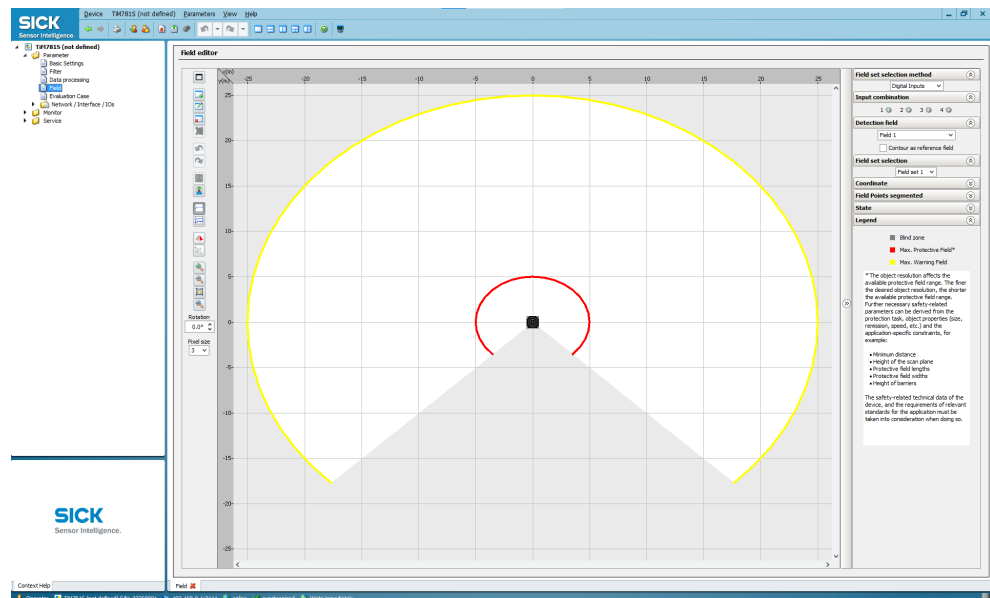 SICK
Sensor Intelligence.
Device TiM781S (not defined) Parameters View Help
TiM781S (not defined)
Parameter
Basic Settings
Filter
Data processing
Field
Evaluation Case
Network / Interface / IOs
Monitor
Service
SICK
Sensor Intelligence.
Context Help
Field editor
Rotation
0.0°
Pixel size
3
x[m]
y[m]
-25 -20 -15 -10 -5 0 5 10 15 20 25
25
20
15
10
5
0
-5
-10
-15
-20
-25
Field
Field set selection method
Digital Inputs
Input combination
1 2 3 4
Detection field
Field 1
Contour as reference field
Field set selection
Field set 1
Coordinate
Field Points segmented
State
Legend
Blind zone
Max. Protective Field*
Max. Warning Field
* The object resolution affects the
available protective field range. The finer
the desired object resolution, the shorter
the available protective field range.
Further necessary safety-related
parameters can be derived from the
protection task, object properties (size,
remission, speed, etc.) and the
application-specific constraints, for
example:
• Minimum distance
• Height of the scan plane
• Protective field lengths
• Protective field widths
• Height of barriers
The safety-related technical data of the
device, and the requirements of relevant
standards for the application must be
taken into consideration when doing so.